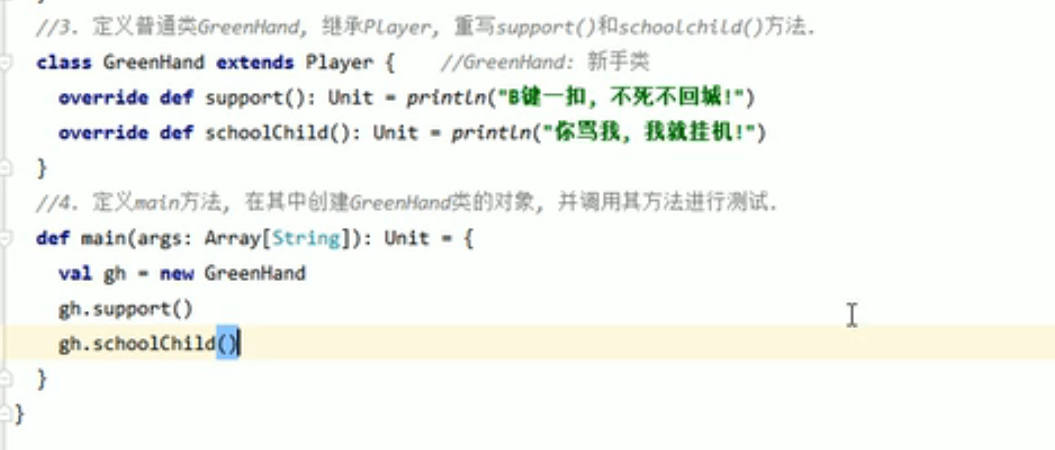 //3. 定义普通类GreenHand, 继承Player, 重写support()和schoolchild()方法.
class GreenHand extends Player {    //GreenHand: 新手类
override def support(): Unit = println("B键一扣, 不死不回城!")
override def schoolChild(): Unit = println("你骂我, 我就挂机!")
}
//4. 定义main方法, 在其中创建GreenHand类的对象, 并调用其方法进行测试.
def main(args: Array[String]): Unit = {
val gh = new GreenHand
gh.support()
gh.schoolChild()
}
}